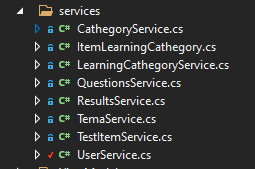 services
C# CathegoryService.cs
C# ItemLearningCathegory.cs
C# LearningCathegoryService.cs
C# QuestionsService.cs
C# ResultsService.cs
C# TemaService.cs
C# TestItemService.cs
C# UserService.cs